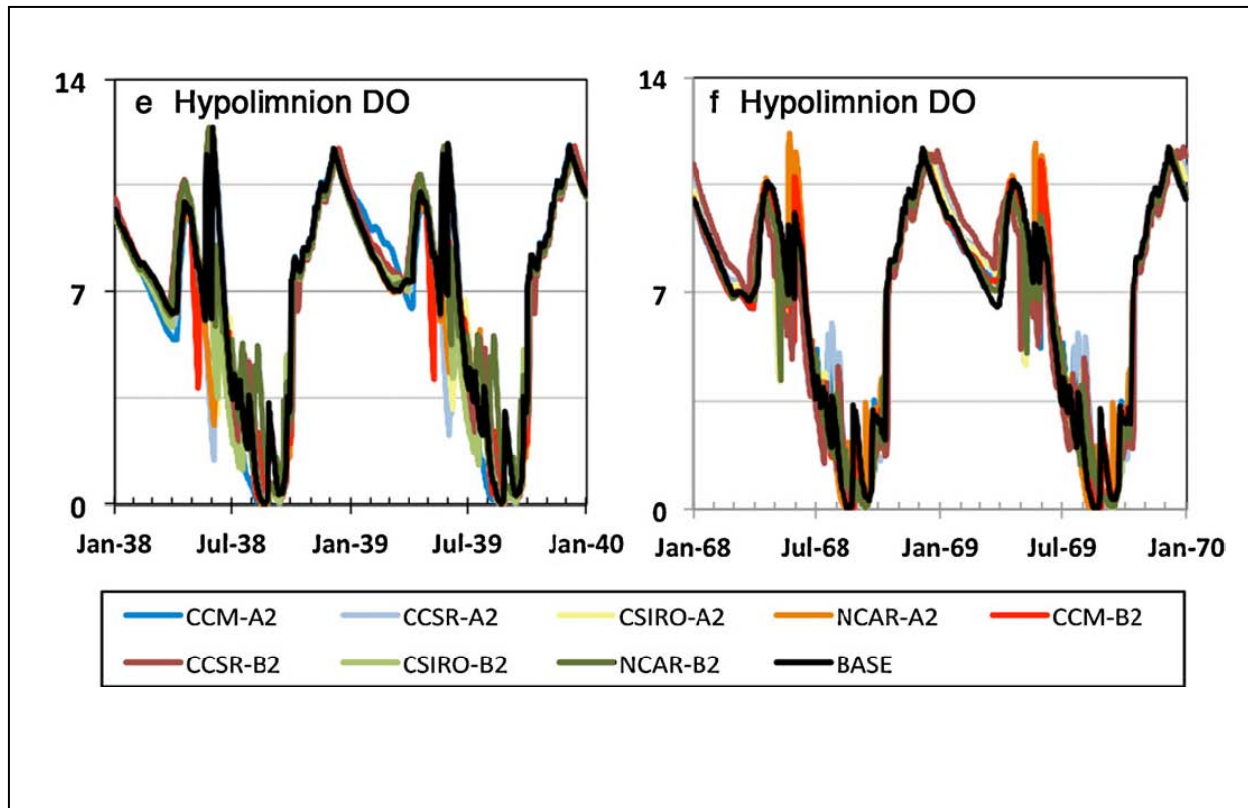 14
e Hypolimnion DO
7
0
Jan-38 Jul-38 Jan-39 Jul-39 Jan-40
14
f Hypolimnion DO
7
0
Jan-68 Jul-68 Jan-69 Jul-69 Jan-70
CCM-A2 CCSR-A2 CSIRO-A2 NCAR-A2 CCM-B2
CCSR-B2 CSIRO-B2 NCAR-B2 BASE